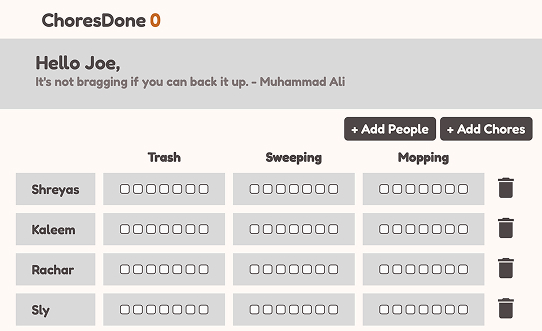 ChoresDone 0
Hello Joe,
It's not bragging if you can back it up. - Muhammad Ali
+ Add People + Add Chores
Trash Sweeping Mopping
Shreyas
Kaleem
Rachar
Sly